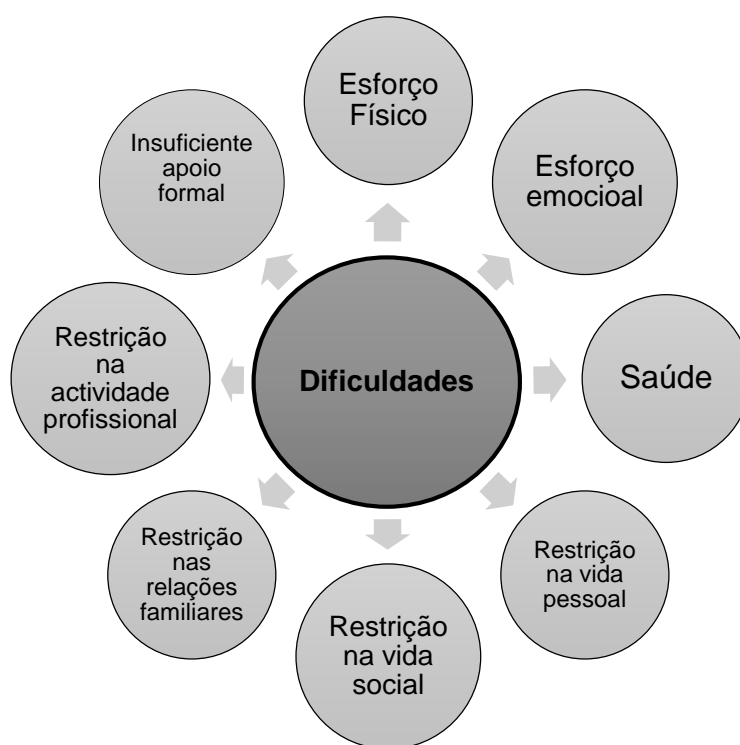 Esforço
Físico
Esforço
emocioal
Saúde
Restrição
na vida
pessoal
Restrição
na vida
social
Restrição
nas
relações
familiares
Restrição
na
actividade
profissional
Insuficiente
apoio
formal
Dificuldades